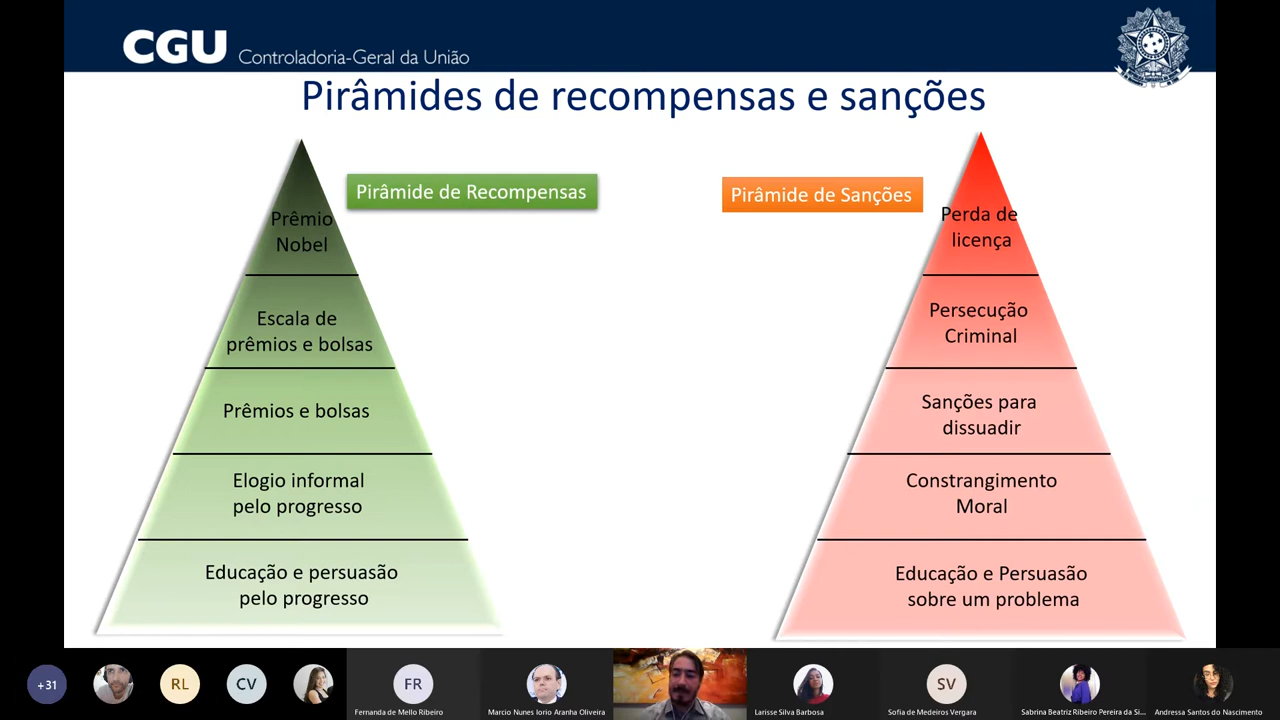 CGU Controladoria-Geral da União
Pirâmides de recompensas e sanções
Pirâmide de Recompensas
Prêmio
Nobel
Escala de
prêmios e bolsas
Prêmios e bolsas
Elogio informal
pelo progresso
Educação e persuasão
pelo progresso
Pirâmide de Sanções
Perda de
licença
Persecução
Criminal
Sanções para
dissuadir
Constrangimento
Moral
Educação e Persuasão
sobre um problema
+31
RL
CV
FR
Fernanda de Mello Ribeiro
Marcio Nunes Iorio Aranha Oliveira
Larisse Silva Barbosa
SV
Sofia de Medeiros Vergara
Sabrina Beatriz Ribeiro Pereira da Si...
Andressa Santos do Nascimento